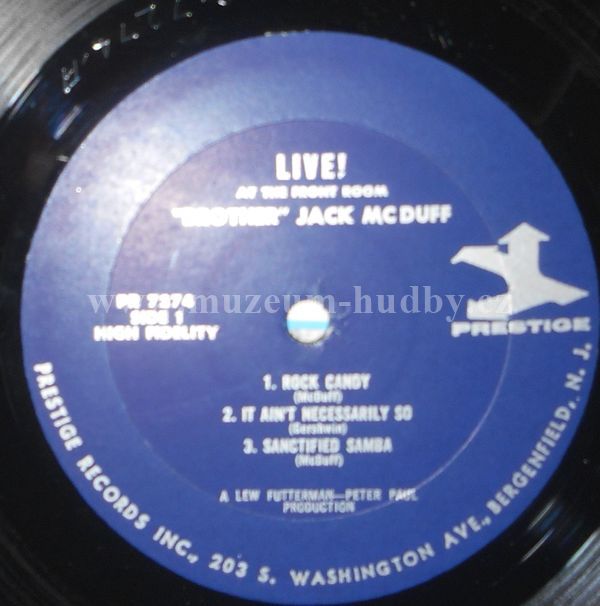 LIVE!
AT THE FRONT ROOM
"BROTHER" JACK MC DUFF
PR 7274
SIDE 1
HIGH FIDELITY
PRESTIGE
www.muzeum-hudby.cz
1. ROCK CANDY
(McDuff)
2. IT AIN'T NECESSARILY SO
(Gershwin)
3. SANCTIFIED SAMBA
(McDuff)
A LEW FUTTERMAN—PETER PAUL
PRODUCTION
PRESTIGE RECORDS INC., 203 S. WASHINGTON AVE., BERGENFIELD, N. J.